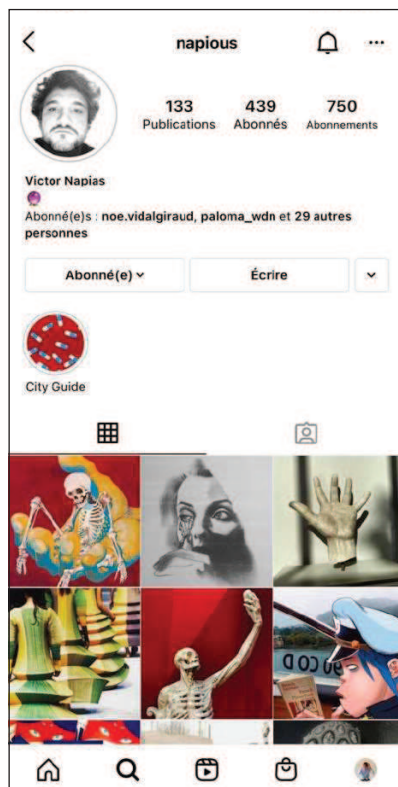 napious
133 439 750
Publications Abonnés Abonnements
Victor Napias
Abonné(e)s : noe.vidalgiraud, paloma_wdn et 29 autres
personnes
Abonné(e) Écrire
City Guide